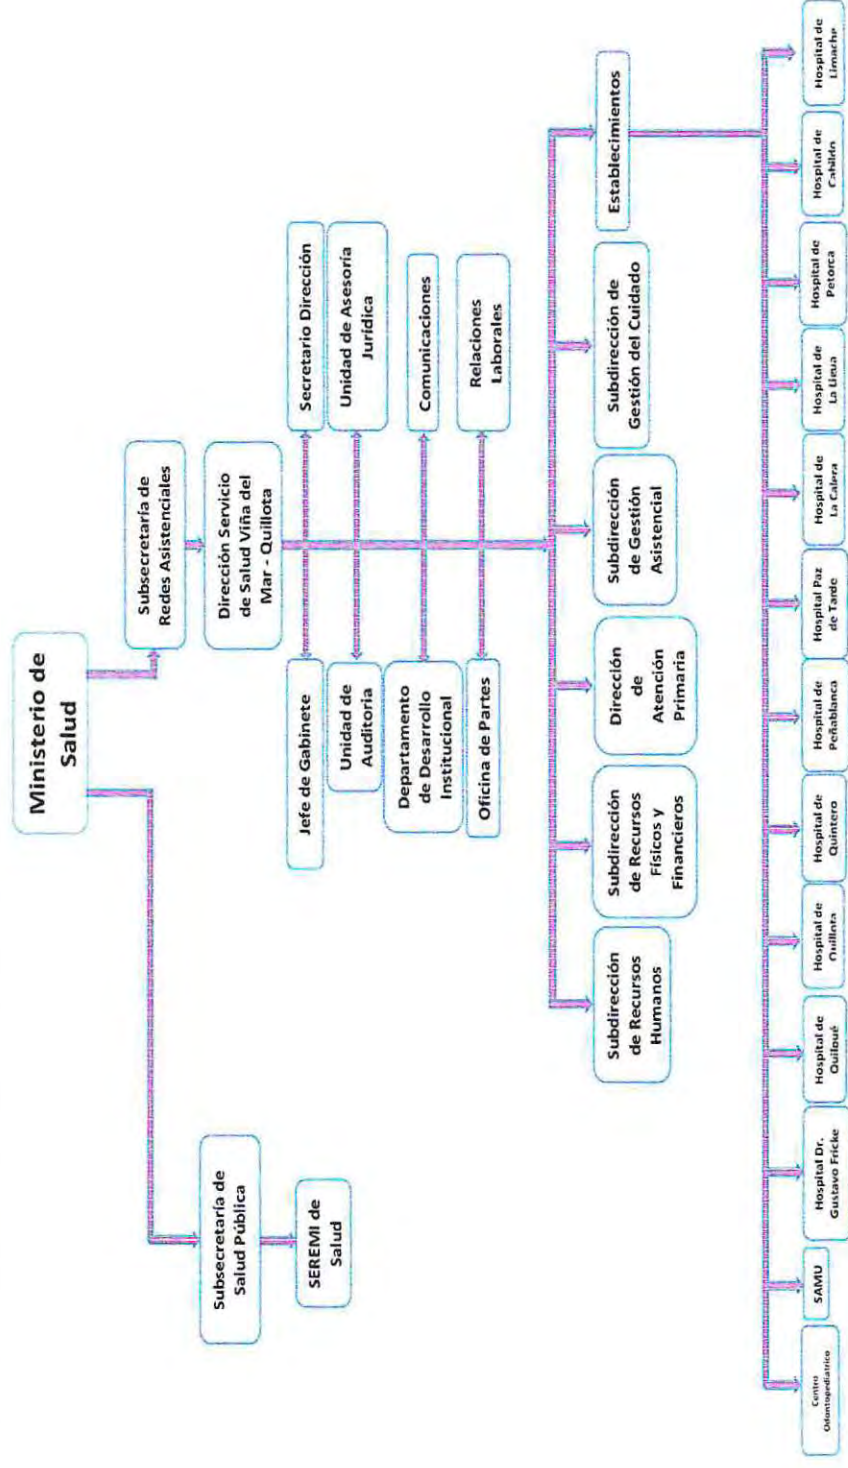 Ministerio de
Salud
Subsecretaría de
Salud Pública
SEREMI de
Salud
Subsecretaría de
Redes Asistenciales
Dirección Servicio
de Salud Viña del
Mar - Quillota
Jefe de Gabinete
Secretario Dirección
Unidad de
Auditoria
Unidad de Asesoría
Jurídica
Departamento
de Desarrollo
Institucional
Comunicaciones
Oficina de Partes
Relaciones
Laborales
Subdirección
de Recursos
Humanos
Subdirección
de Recursos
Físicos y
Financieros
Dirección
de
Atención
Primaria
Subdirección
de Gestión
Asistencial
Subdirección de
Gestión del Cuidado
Establecimientos
Centro
Odontopediatrico
SAMU
Hospital Dr.
Gustavo Fricke
Hospital de
Quilpué
Hospital de
Quillota
Hospital de
Quintero
Hospital de
Peñablanca
Hospital Paz
de Tarde
Hospital de
La Calera
Hospital de
La Ligua
Hospital de
Petorca
Hospital de
Cabildo
Hospital de
Limache